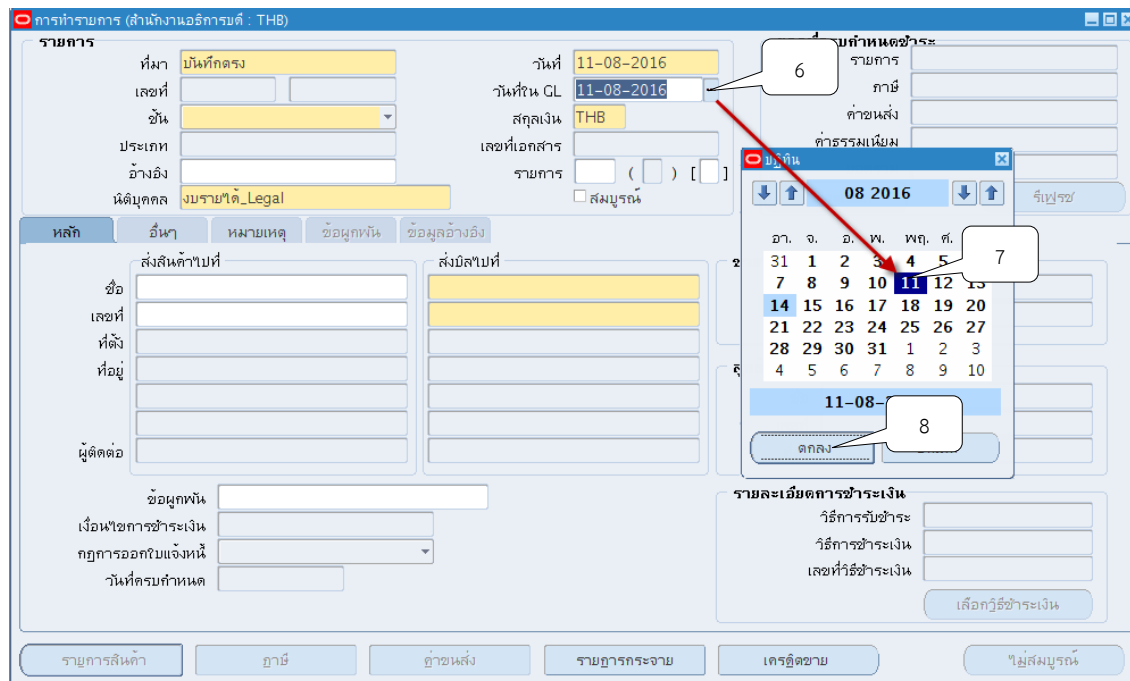 การทำรายการ (สำนักงานอธิการบดี : THB)
รายการ
ที่มา บันทึกตรง
เลขที่
ชั้น
ประเภท
อ้างอิง
นิติบุคคล งบรายได้_Legal
วันที่ 11-08-2016
วันที่ใน GL 11-08-2016
สกุลเงิน THB
เลขที่เอกสาร
รายการ ( ) [ ]
สมบูรณ์
รายการ
ภาษี
ค่าขนส่ง
ค่าธรรมเนียม
รีเฟรช
6
หลัก อื่นๆ หมายเหตุ ข้อผูกพัน ข้อมูลอ้างอิง
ส่งสินค้าไปที่ ส่งบิลไปที่
ชื่อ
เลขที่
ที่ตั้ง
ที่อยู่
ผู้ติดต่อ
ปฏิทิน
08 2016
อา. จ. อ. พ. พฤ. ศ.
31 1 2 3 4 5
7 8 9 10 11 12 13
14 15 16 17 18 19 20
21 22 23 24 25 26 27
28 29 30 31 1 2 3
4 5 6 7 8 9 10
7
11-08-
8
ตกลง
ข้อผูกพัน
เงื่อนไขการชำระเงิน
กฎการออกใบแจ้งหนี้
วันที่ครบกำหนด
รายละเอียดการชำระเงิน
วิธีการรับชำระ
วิธีการชำระเงิน
เลขที่วิธีชำระเงิน
เลือกวิธีชำระเงิน
รายการสินค้า ภาษี ค่าขนส่ง รายการกระจาย เครดิตขาย ไม่สมบูรณ์